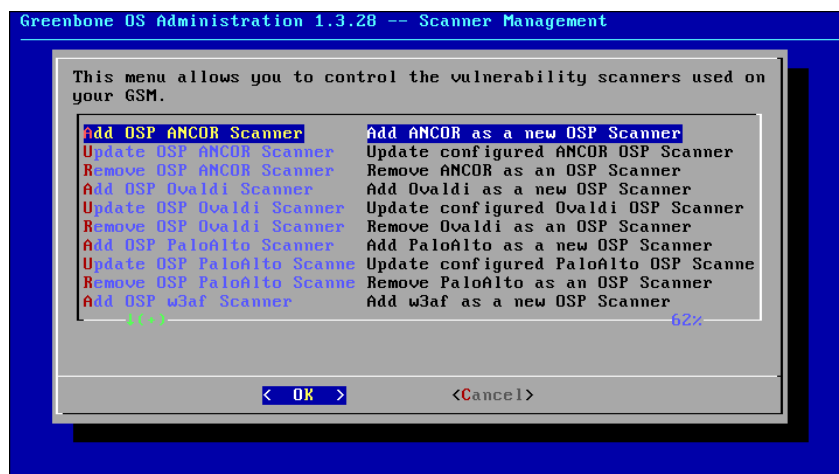 Greenbone OS Administration 1.3.28 -- Scanner Management
This menu allows you to control the vulnerability scanners used on
your GSM.
Add OSP ANCOR Scanner Add ANCOR as a new OSP Scanner
Update OSP ANCOR Scanner Update configured ANCOR OSP Scanner
Remove OSP ANCOR Scanner Remove ANCOR as an OSP Scanner
Add OSP Ovaldi Scanner Add Ovaldi as a new OSP Scanner
Update OSP Ovaldi Scanner Update configured Ovaldi OSP Scanner
Remove OSP Ovaldi Scanner Remove Ovaldi as an OSP Scanner
Add OSP PaloAlto Scanner Add PaloAlto as a new OSP Scanner
Update OSP PaloAlto Scanne Update configured PaloAlto OSP Scanne
Remove OSP PaloAlto Scanne Remove PaloAlto as an OSP Scanner
Add OSP w3af Scanner Add w3af as a new OSP Scanner
↓(+) 62%
< OK > <Cancel>